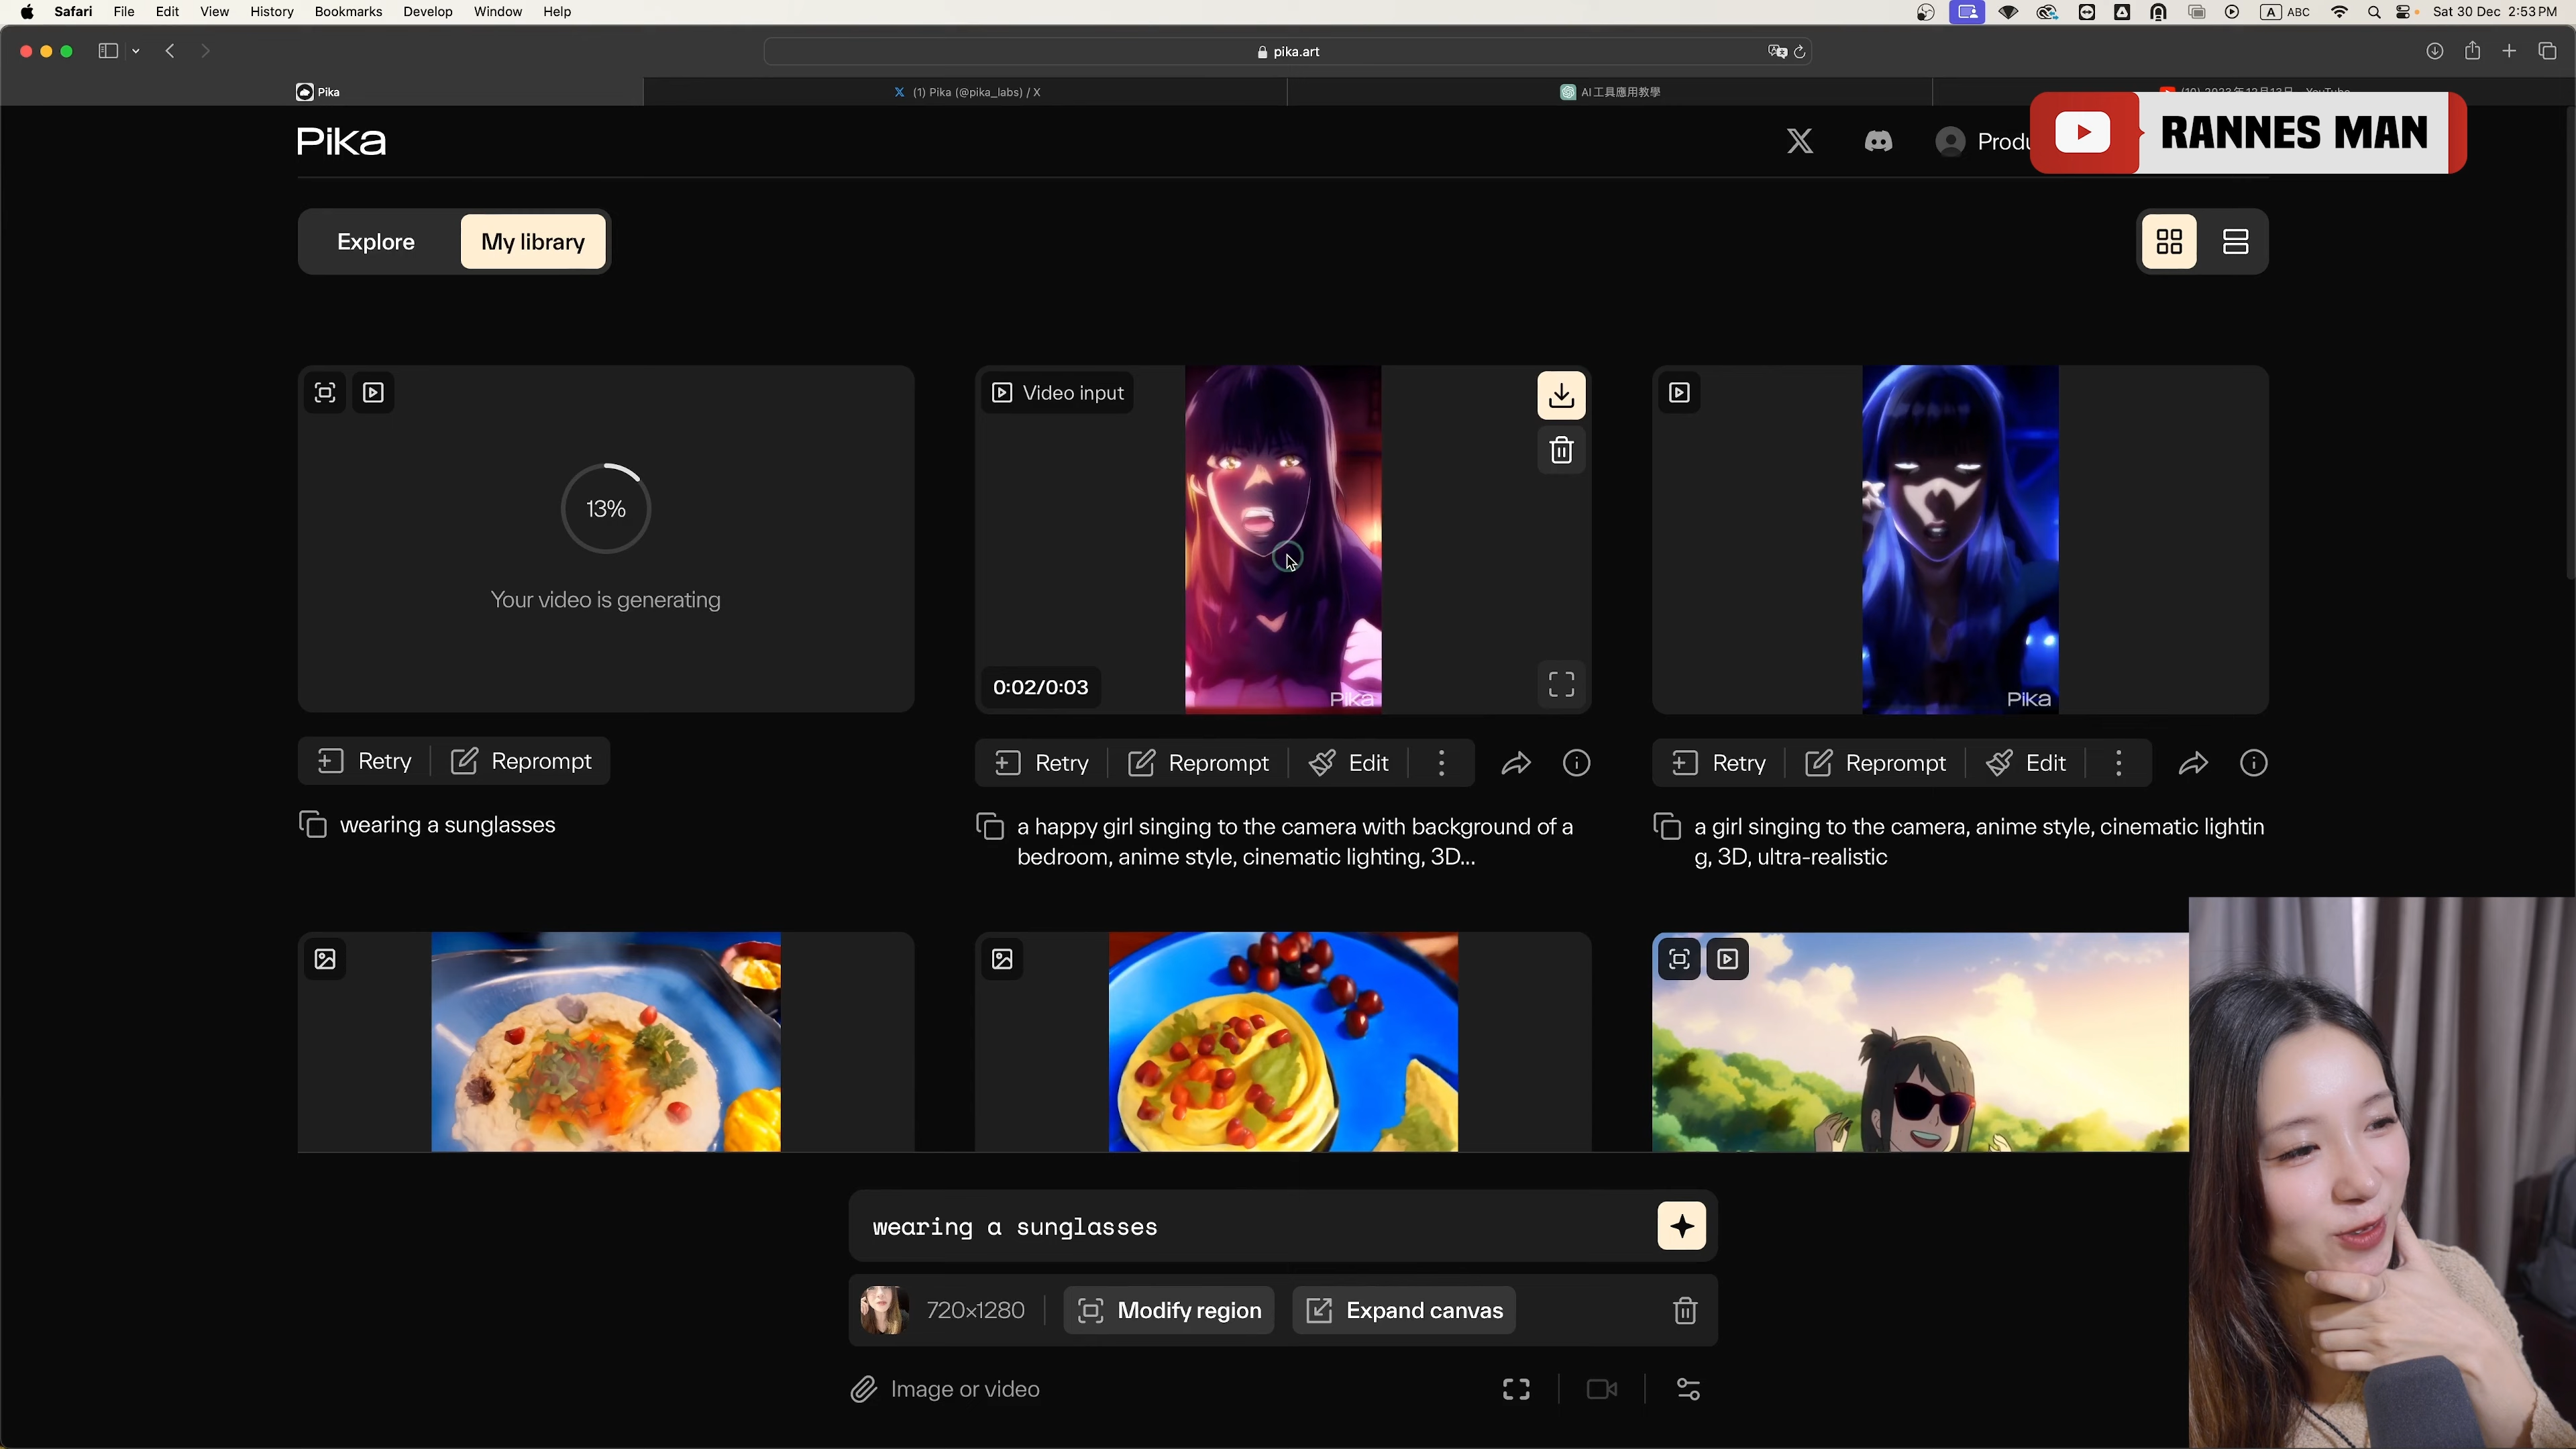 Safari File Edit View History Bookmarks Develop Window Help
A ABC Sat 30 Dec 2:53 PM
pika.art
Pika
(1) Pika (@pika_labs) / X
AI工具應用教學
RANNES MAN
Pika
Produ
Explore
My library
13%
Your video is generating
Video input
Pika
0:02/0:03
Pika
Retry Reprompt
Retry Reprompt Edit
Retry Reprompt Edit
wearing a sunglasses
a happy girl singing to the camera with background of a
bedroom, anime style, cinematic lighting, 3D...
a girl singing to the camera, anime style, cinematic lightin
g, 3D, ultra-realistic
wearing a sunglasses
720×1280
Modify region
Expand canvas
Image or video